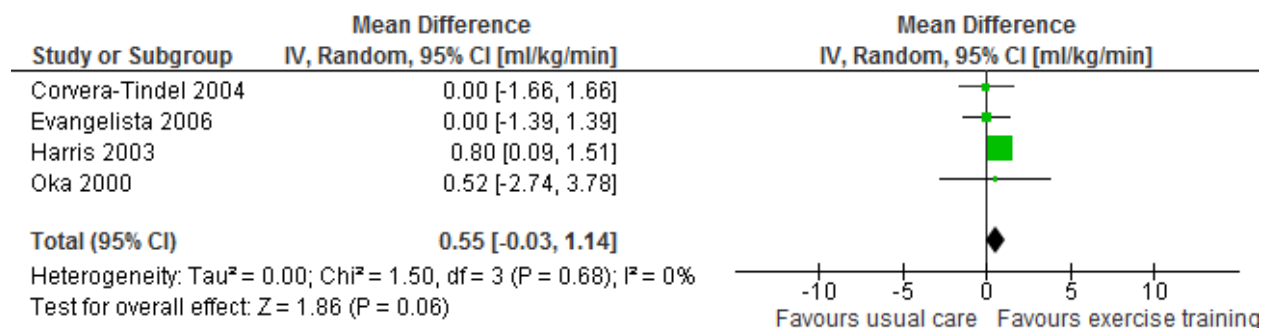 Mean Difference Mean Difference
Study or Subgroup IV, Random, 95% CI [ml/kg/min] IV, Random, 95% CI [ml/kg/min]
Corvera-Tindel 2004 0.00 [-1.66, 1.66]
Evangelista 2006 0.00 [-1.39, 1.39]
Harris 2003 0.80 [0.09, 1.51]
Oka 2000 0.52 [-2.74, 3.78]
Total (95% CI) 0.55 [-0.03, 1.14]
Heterogeneity: Tau² = 0.00; Chi² = 1.50, df = 3 (P = 0.68); I² = 0%
Test for overall effect: Z = 1.86 (P = 0.06)
-10 -5 0 5 10
Favours usual care Favours exercise training